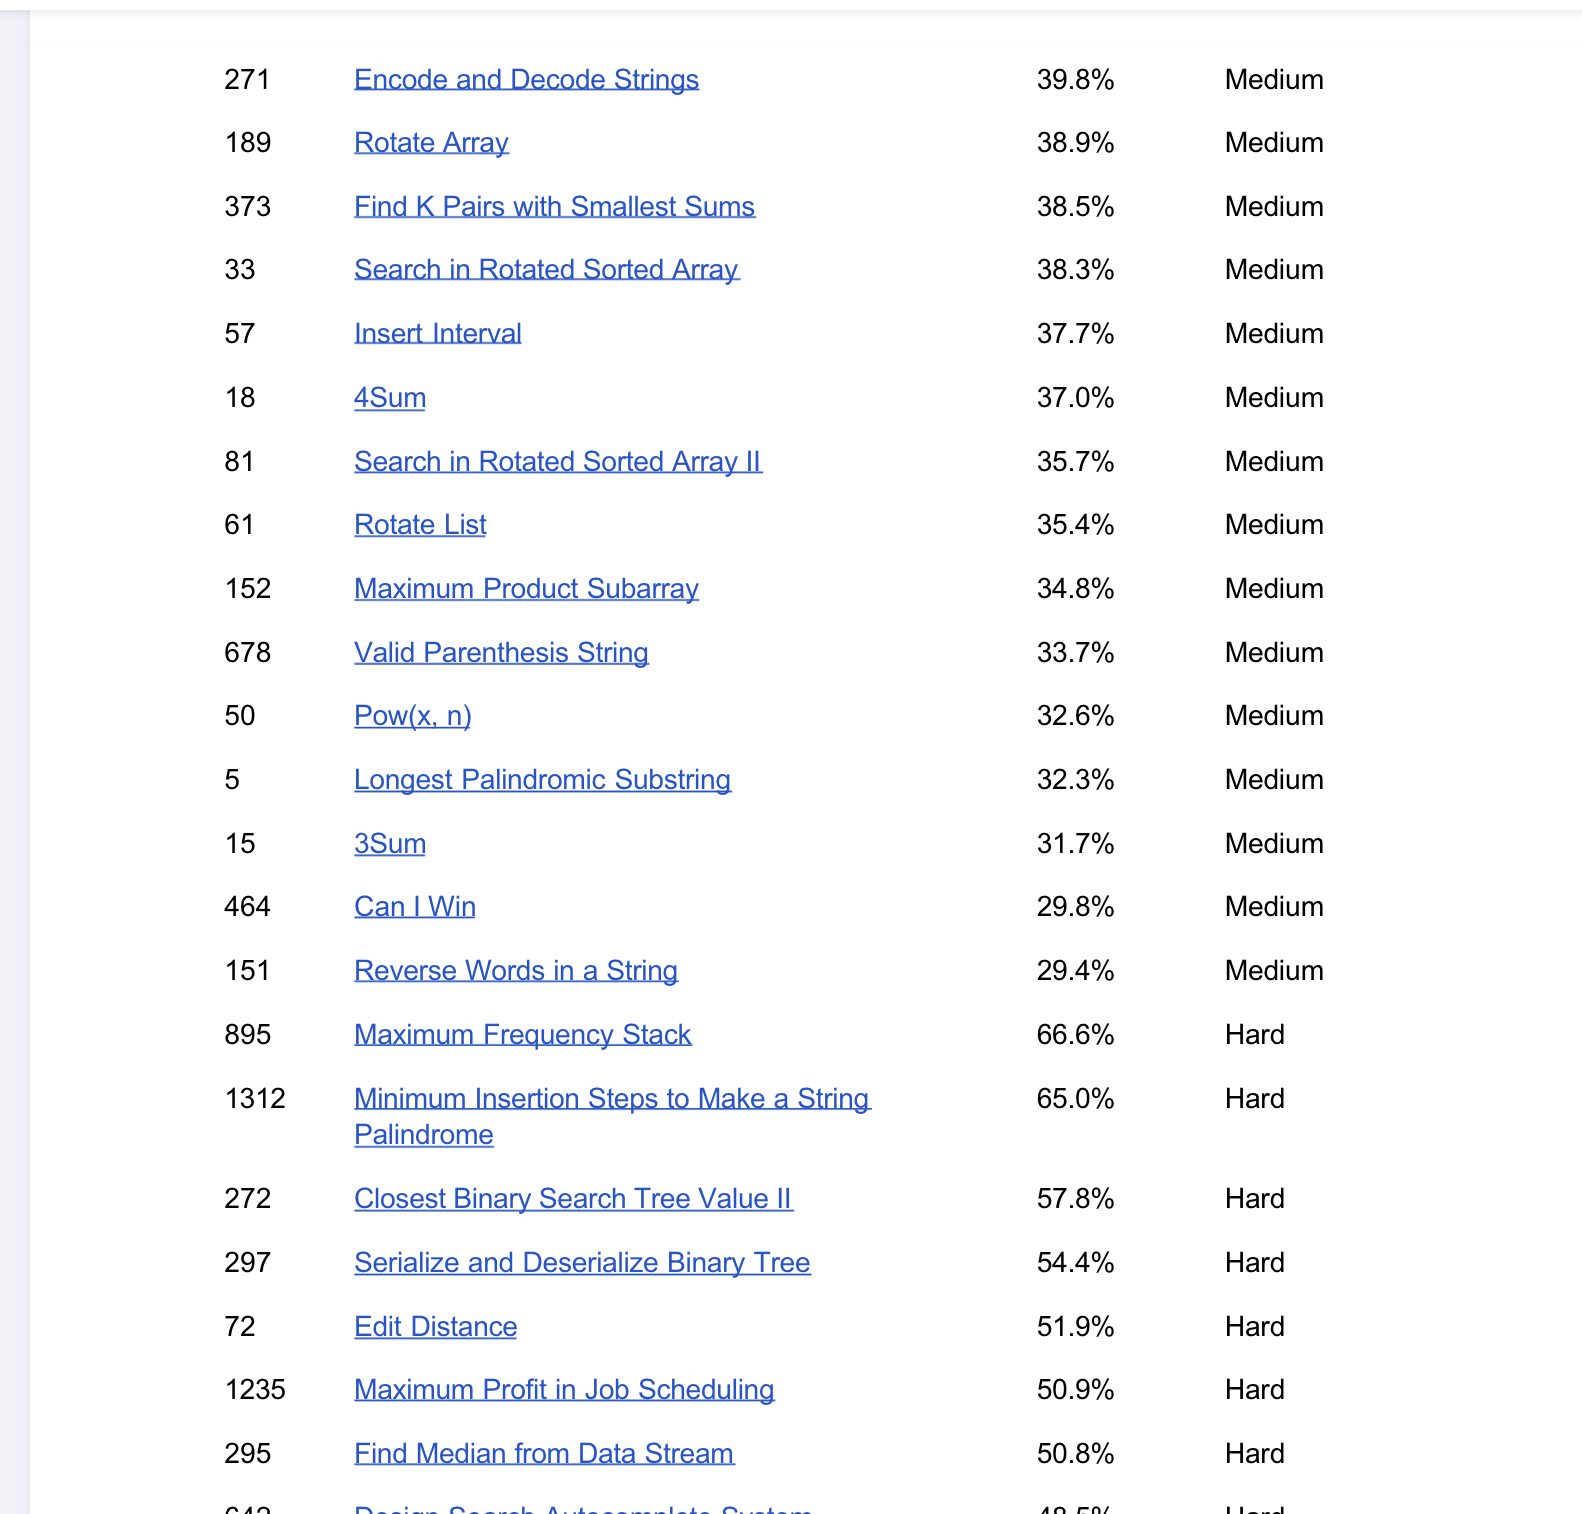 271 Encode and Decode Strings 39.8% Medium
189 Rotate Array 38.9% Medium
373 Find K Pairs with Smallest Sums 38.5% Medium
33 Search in Rotated Sorted Array 38.3% Medium
57 Insert Interval 37.7% Medium
18 4Sum 37.0% Medium
81 Search in Rotated Sorted Array II 35.7% Medium
61 Rotate List 35.4% Medium
152 Maximum Product Subarray 34.8% Medium
678 Valid Parenthesis String 33.7% Medium
50 Pow(x, n) 32.6% Medium
5 Longest Palindromic Substring 32.3% Medium
15 3Sum 31.7% Medium
464 Can I Win 29.8% Medium
151 Reverse Words in a String 29.4% Medium
895 Maximum Frequency Stack 66.6% Hard
1312 Minimum Insertion Steps to Make a String 65.0% Hard
Palindrome
272 Closest Binary Search Tree Value II 57.8% Hard
297 Serialize and Deserialize Binary Tree 54.4% Hard
72 Edit Distance 51.9% Hard
1235 Maximum Profit in Job Scheduling 50.9% Hard
295 Find Median from Data Stream 50.8% Hard
642 Design Search Autocomplete System 48.5% Hard